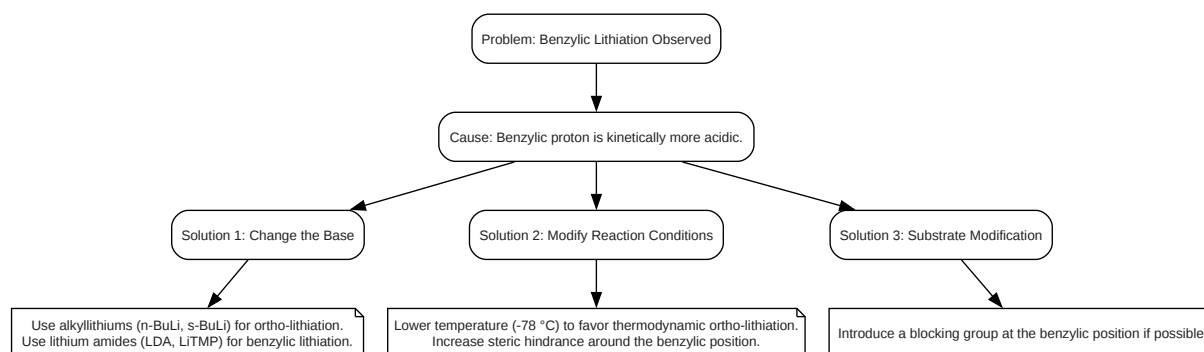 Problem: Benzylic Lithiation Observed
Cause: Benzylic proton is kinetically more acidic.
Solution 1: Change the Base
Solution 2: Modify Reaction Conditions
Solution 3: Substrate Modification
Use alkyllithiums (n-BuLi, s-BuLi) for ortho-lithiation.
Use lithium amides (LDA, LiTMP) for benzylic lithiation.
Lower temperature (-78 °C) to favor thermodynamic ortho-lithiation.
Increase steric hindrance around the benzylic position.
Introduce a blocking group at the benzylic position if possible